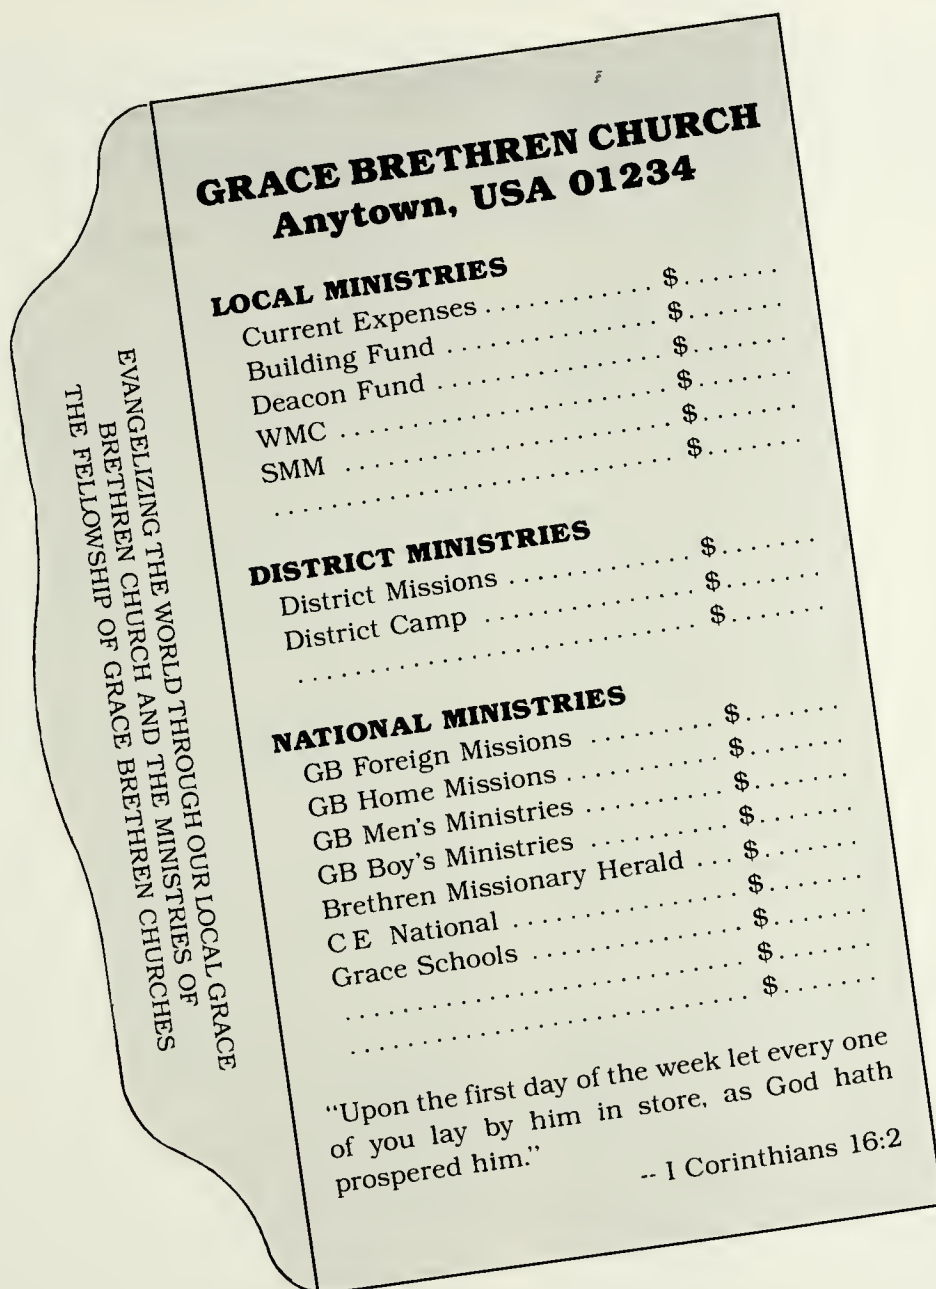 GRACE BRETHREN CHURCH
Anytown, USA 01234
LOCAL MINISTRIES
Current Expenses ........... $.......
Building Fund .............. $.......
Deacon Fund ............... $.......
WMC ...................... $.......
SMM ...................... $.......
............................ $.......
DISTRICT MINISTRIES
District Missions ............ $.......
District Camp .............. $.......
........................... $.......
NATIONAL MINISTRIES
GB Foreign Missions ........ $.......
GB Home Missions .......... $.......
GB Men's Ministries ......... $.......
GB Boy's Ministries ......... $.......
Brethren Missionary Herald ... $.......
C E National ............... $.......
Grace Schools .............. $.......
........................... $.......
........................... $.......
"Upon the first day of the week let every one
of you lay by him in store, as God hath
prospered him."
-- I Corinthians 16:2
EVANGELIZING THE WORLD THROUGH OUR LOCAL GRACE
BRETHREN CHURCH AND THE MINISTRIES OF
THE FELLOWSHIP OF GRACE BRETHREN CHURCHES